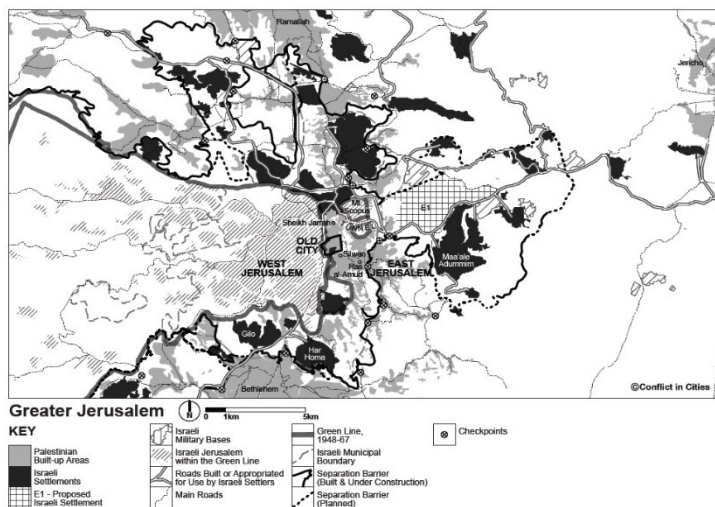 Ramallah
Jericho
Mt.
Scopus
Sheikh Jarrah
E1
OLD
CITY
Silwan
Ras
al-Amud
WEST
JERUSALEM
EAST
JERUSALEM
Maa'ale
Adummim
Gilo
Har
Homa
Bethlehem
©Conflict in Cities
Greater Jerusalem
N
0 1km 5km
KEY
Palestinian
Built-up Areas
Israeli
Settlements
E1 - Proposed
Israeli Settlement
Israeli
Military Bases
Israeli Jerusalem
within the Green Line
Roads Built or Appropriated
for Use by Israeli Settlers
Main Roads
Green Line,
1948-67
Israeli Municipal
Boundary
Separation Barrier
(Built & Under Construction)
Separation Barrier
(Planned)
Checkpoints